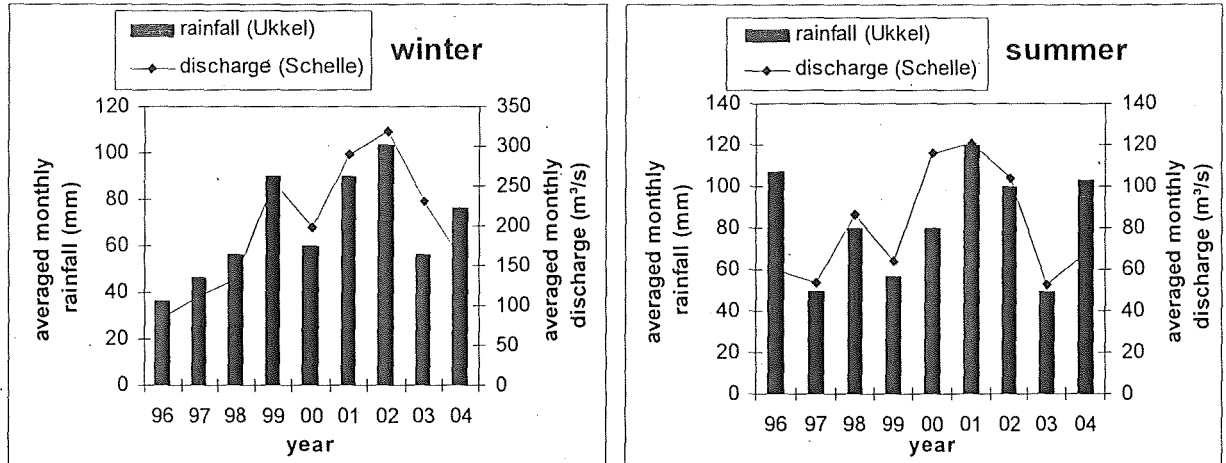 rainfall (Ukkel)
discharge (Schelle)
winter
averaged monthly
rainfall (mm)
120
100
80
60
40
20
0
350
300
250
200
150
100
50
0
averaged monthly
discharge (m³/s)
96 97 98 99 00 01 02 03 04
year
rainfall (Ukkel)
discharge (Schelle)
summer
averaged monthly
rainfall (mm)
140
120
100
80
60
40
20
0
140
120
100
80
60
40
20
0
averaged monthly
discharge (m³/s)
96 97 98 99 00 01 02 03 04
year